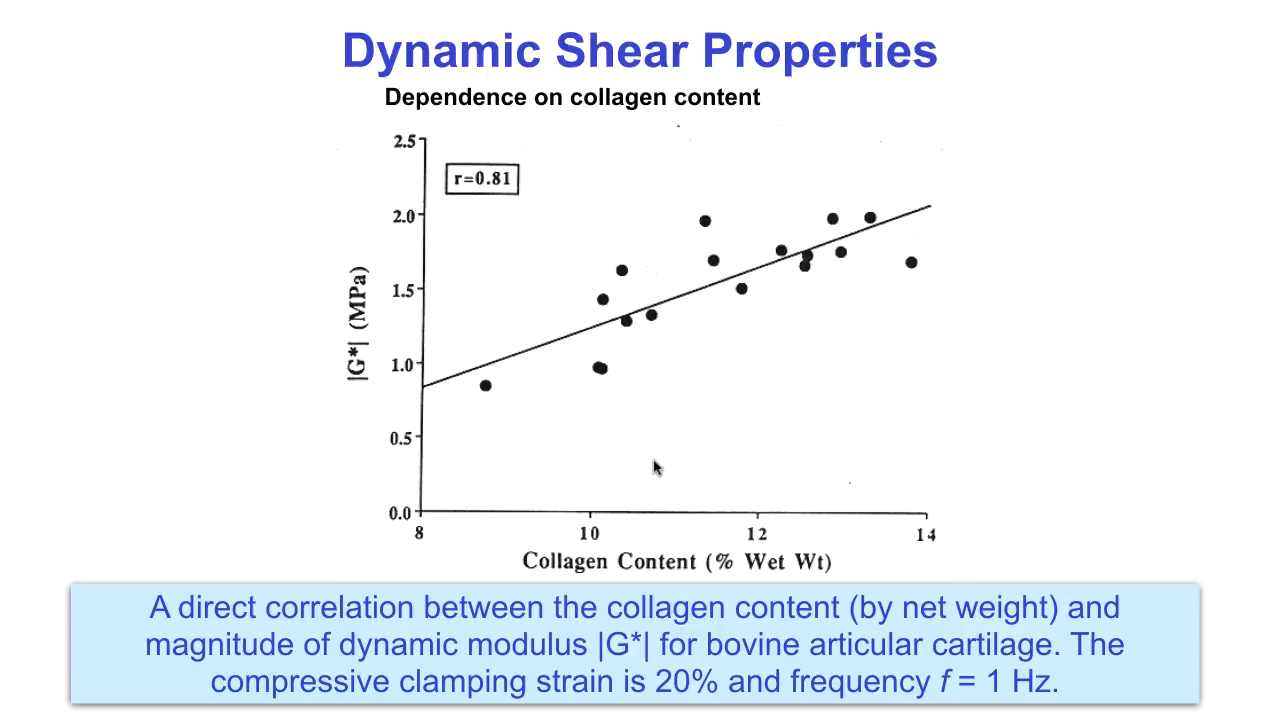 Dynamic Shear Properties
Dependence on collagen content
2.5
r=0.81
2.0
1.5
1.0
0.5
0.0
|G*| (MPa)
8 10 12 14
Collagen Content (% Wet Wt)
A direct correlation between the collagen content (by net weight) and
magnitude of dynamic modulus |G*| for bovine articular cartilage. The
compressive clamping strain is 20% and frequency f = 1 Hz.